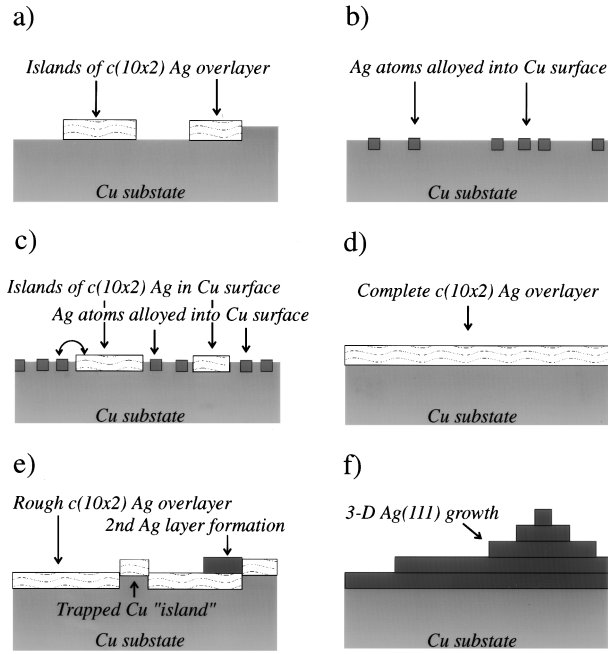 a)
Islands of c(10x2) Ag overlayer
Cu substate
b)
Ag atoms alloyed into Cu surface
Cu substate
c)
Islands of c(10x2) Ag in Cu surface
Ag atoms alloyed into Cu surface
Cu substate
d)
Complete c(10x2) Ag overlayer
Cu substate
e)
Rough c(10x2) Ag overlayer
2nd Ag layer formation
Trapped Cu "island"
Cu substate
f)
3-D Ag(111) growth
Cu substate